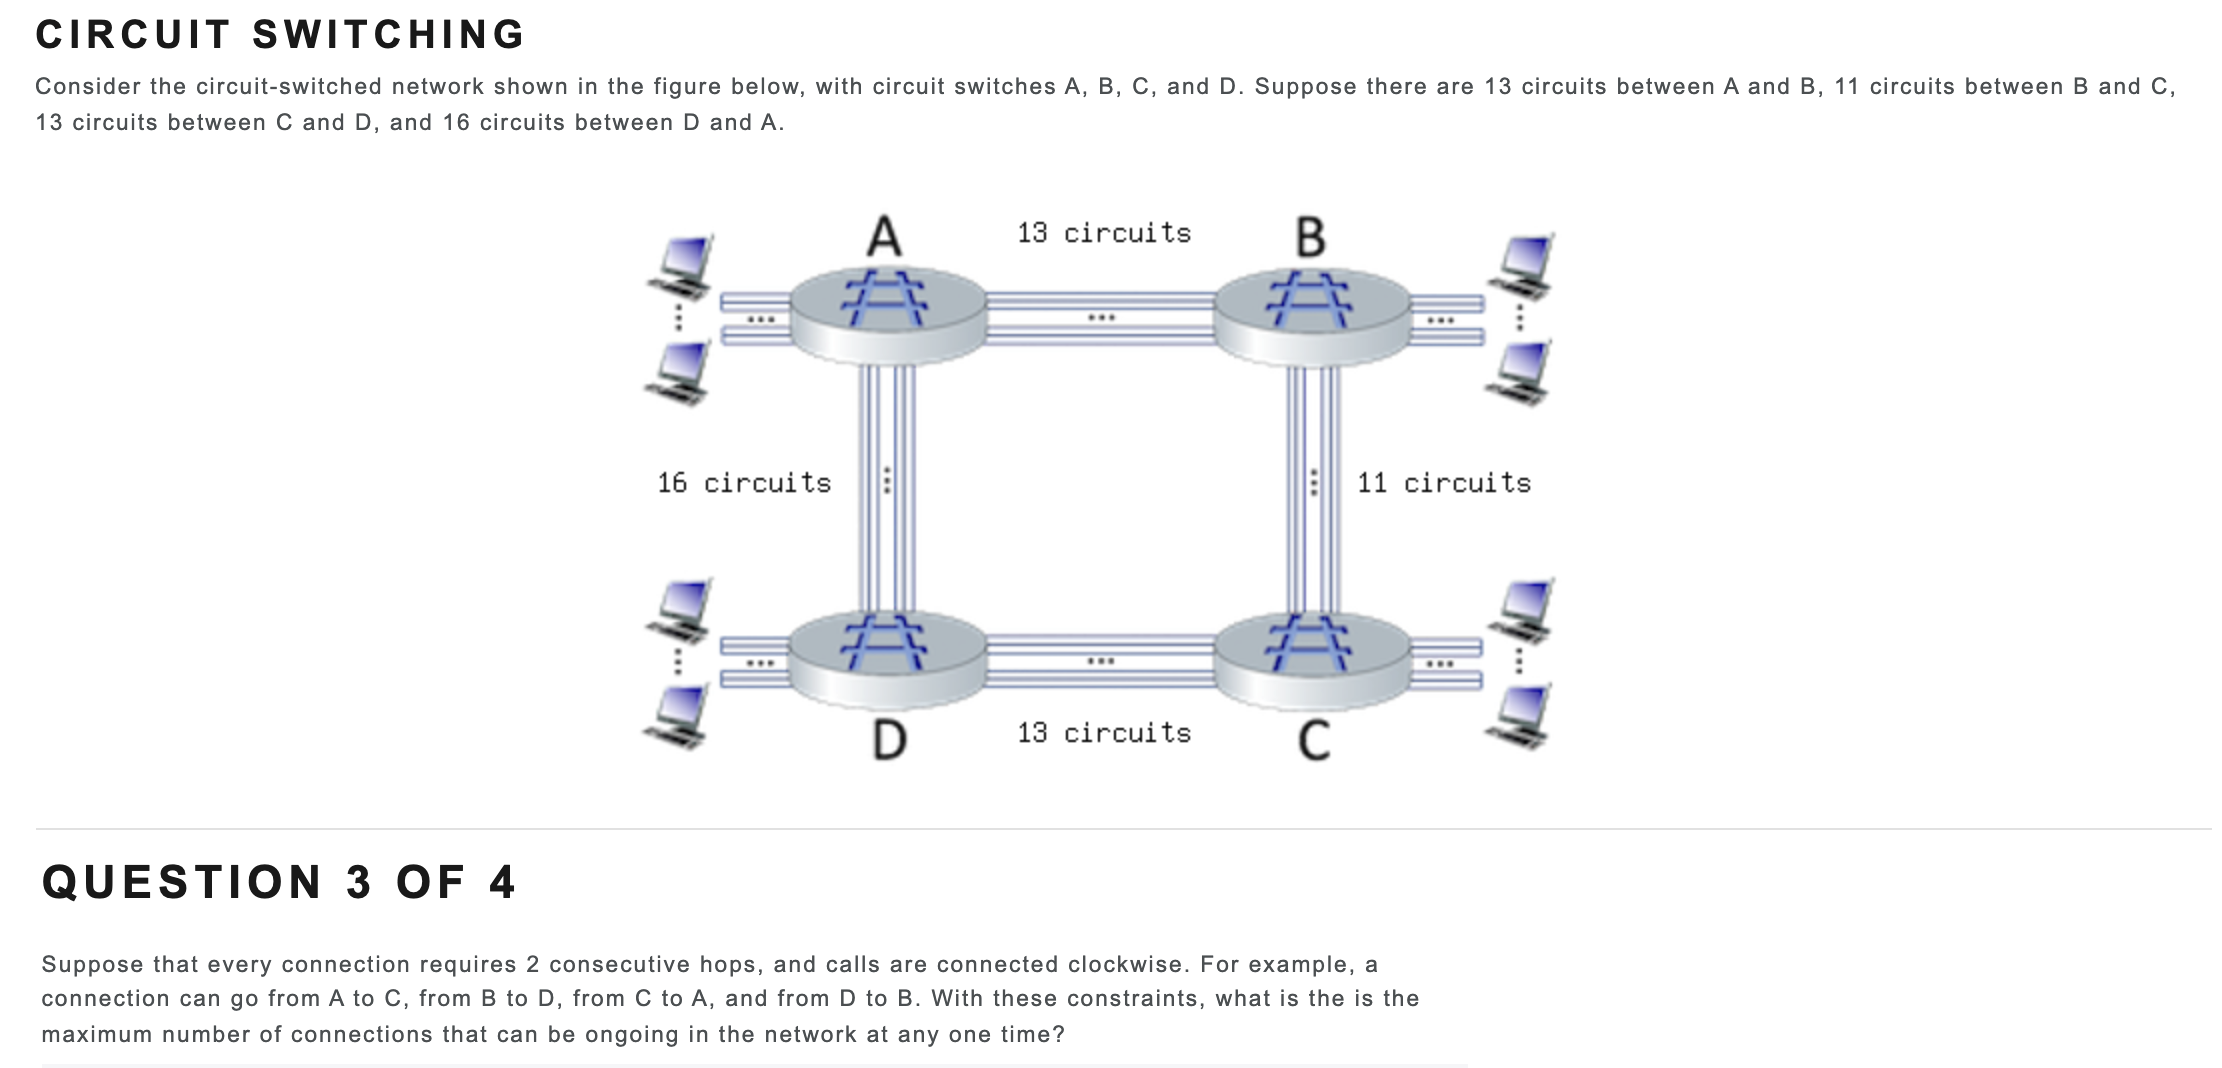 CIRCUIT SWITCHING
Consider the circuit-switched network shown in the figure below, with circuit switches A, B, C, and D. Suppose there are 13 circuits between A and B, 11 circuits between B and C,
13 circuits between C and D, and 16 circuits between D and A.
A
13 circuits
B
16 circuits
11 circuits
D
13 circuits
C
QUESTION 3 OF 4
Suppose that every connection requires 2 consecutive hops, and calls are connected clockwise. For example, a
connection can go from A to C, from B to D, from C to A, and from D to B. With these constraints, what is the is the
maximum number of connections that can be ongoing in the network at any one time?